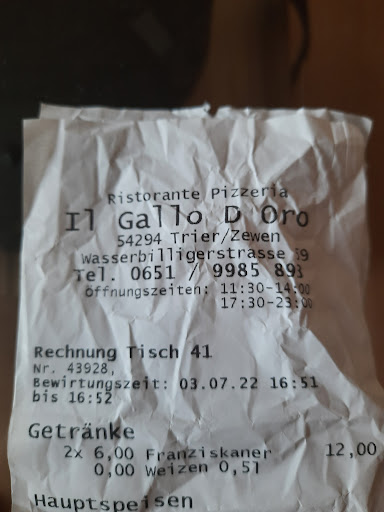 Ristorante Pizzeria
Il Gallo D'Oro
54294 Trier/Zewen
Wasserbilligerstrasse
Tel. 0651 / 9985 893
Öffnungszeiten: 11:30-14:00
17:30-23:00
Rechnung Tisch 41
Nr. 43928,
Bewirtungszeit: 03.07.22 16:51
bis 16:52
Getränke
2x 6,00 Franziskaner 12,00
0,00 Weizen 0,5l
Hauptspeisen